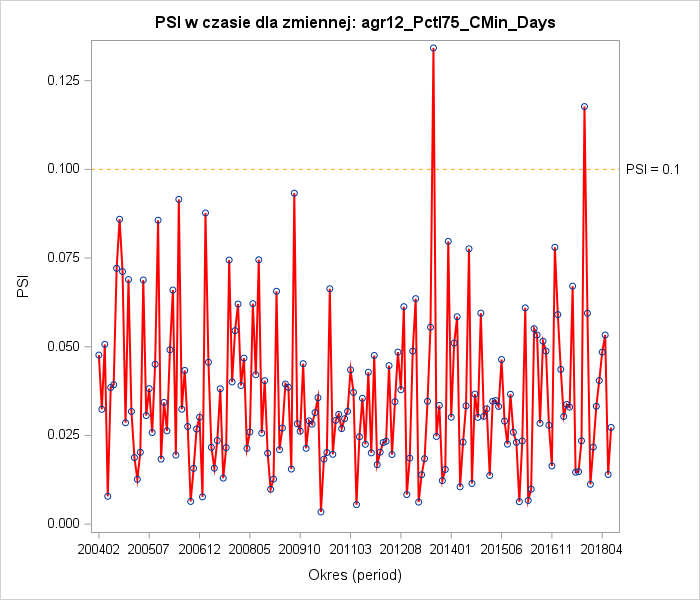 PSI w czasie dla zmiennej: agr12_Pctl75_CMin_Days
0.125
0.100
PSI = 0.1
0.075
PSI
0.050
0.025
0.000
200402 200507 200612 200805 200910 201103 201208 201401 201506 201611 201804
Okres (period)